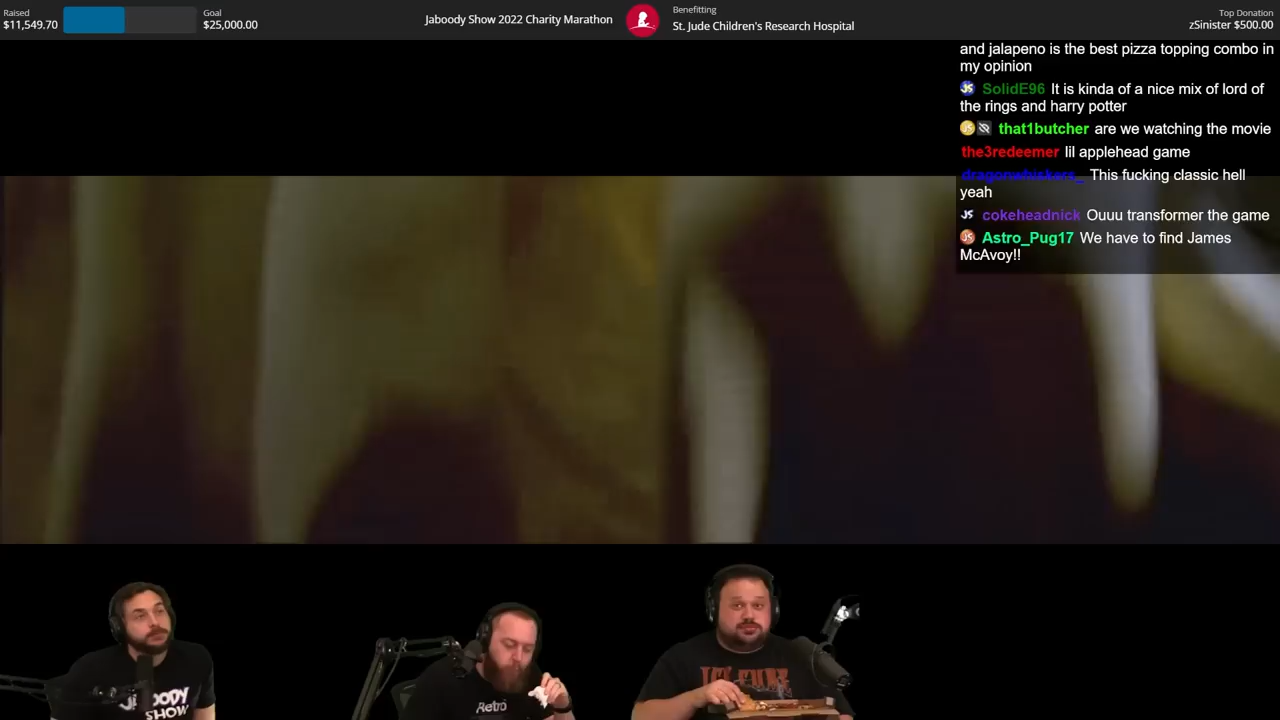 Raised
$11,549.70
Goal
$25,000.00
Jaboody Show 2022 Charity Marathon
Benefitting
St. Jude Children's Research Hospital
Top Donation
zSinister $500.00
and jalapeno is the best pizza topping combo in
my opinion
SolidE96 It is kinda of a nice mix of lord of
the rings and harry potter
that1butcher are we watching the movie
the3redeemer lil applehead game
dragonwhiskers_ This fucking classic hell
yeah
cokeheadnick Ouuu transformer the game
Astro_Pug17 We have to find James
McAvoy!!
OODY
SHOW
Retro